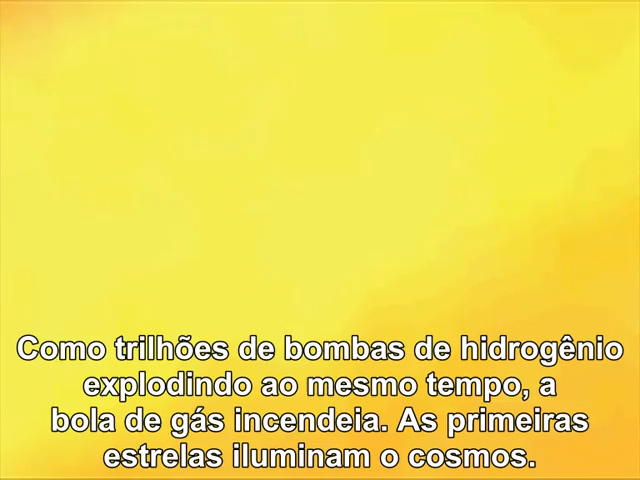 Como trilhões de bombas de hidrogênio
explodindo ao mesmo tempo, a
bola de gás incendeia. As primeiras
estrelas iluminam o cosmos.